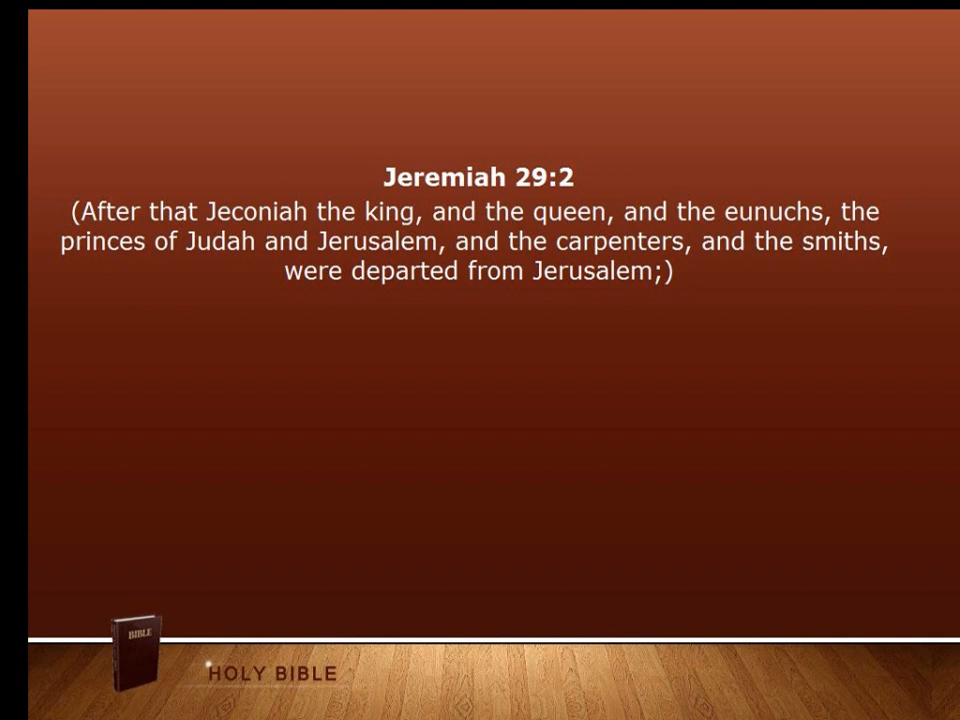 Jeremiah 29:2
(After that Jeconiah the king, and the queen, and the eunuchs, the
princes of Judah and Jerusalem, and the carpenters, and the smiths,
were departed from Jerusalem;)
BIBLE
HOLY BIBLE